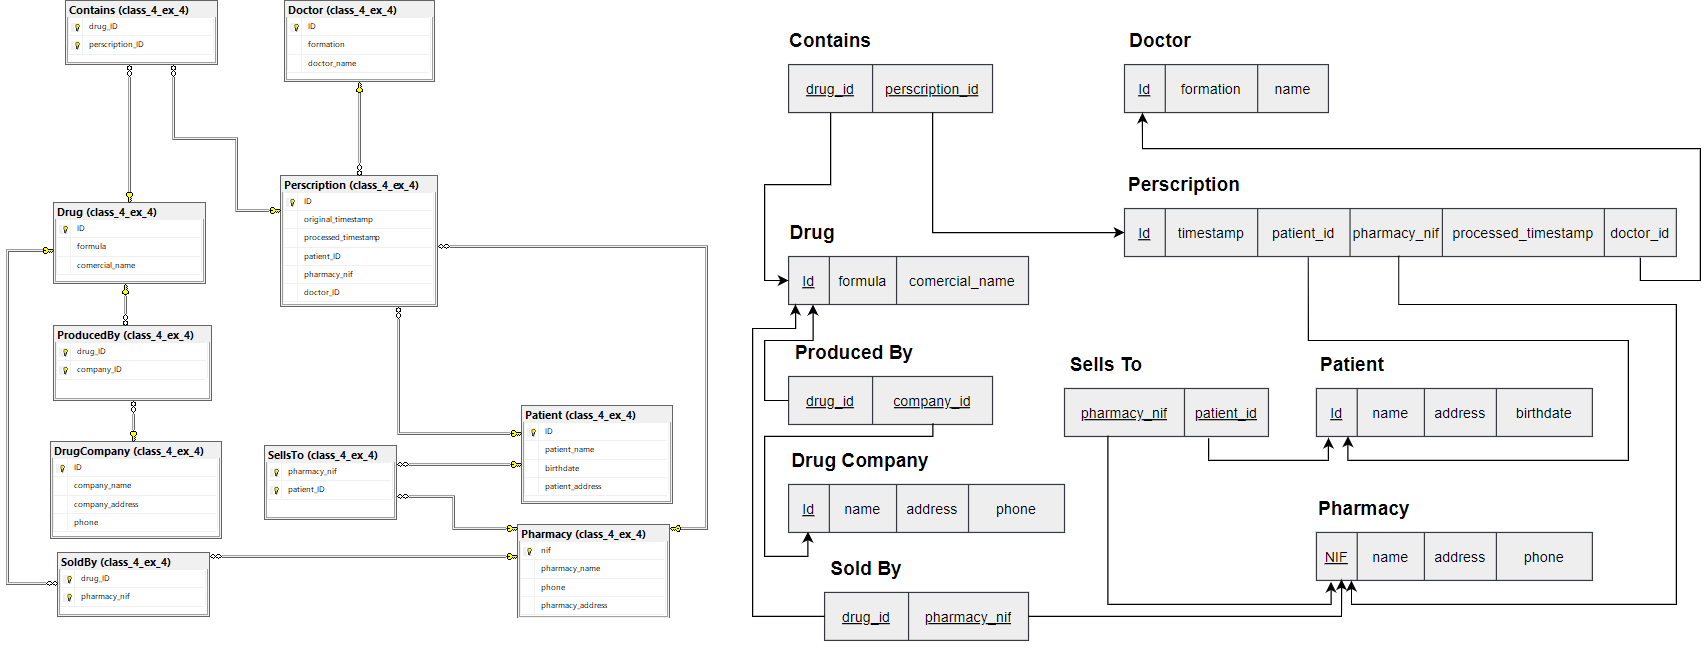 Contains (class_4_ex_4)
drug_ID
perscription_ID
Doctor (class_4_ex_4)
ID
formation
doctor_name
Perscription (class_4_ex_4)
ID
original_timestamp
processed_timestamp
patient_ID
pharmacy_nif
doctor_ID
Drug (class_4_ex_4)
ID
formula
comercial_name
ProducedBy (class_4_ex_4)
drug_ID
company_ID
DrugCompany (class_4_ex_4)
ID
company_name
company_address
phone
SellsTo (class_4_ex_4)
pharmacy_nif
patient_ID
Patient (class_4_ex_4)
ID
patient_name
birthdate
patient_address
Pharmacy (class_4_ex_4)
nif
pharmacy_name
phone
pharmacy_address
SoldBy (class_4_ex_4)
drug_ID
pharmacy_nif
Contains
drug_id perscription_id
Doctor
Id formation name
Perscription
Id timestamp patient_id pharmacy_nif processed_timestamp doctor_id
Drug
Id formula comercial_name
Produced By
drug_id company_id
Sells To
pharmacy_nif patient_id
Patient
Id name address birthdate
Drug Company
Id name address phone
Pharmacy
NIF name address phone
Sold By
drug_id pharmacy_nif